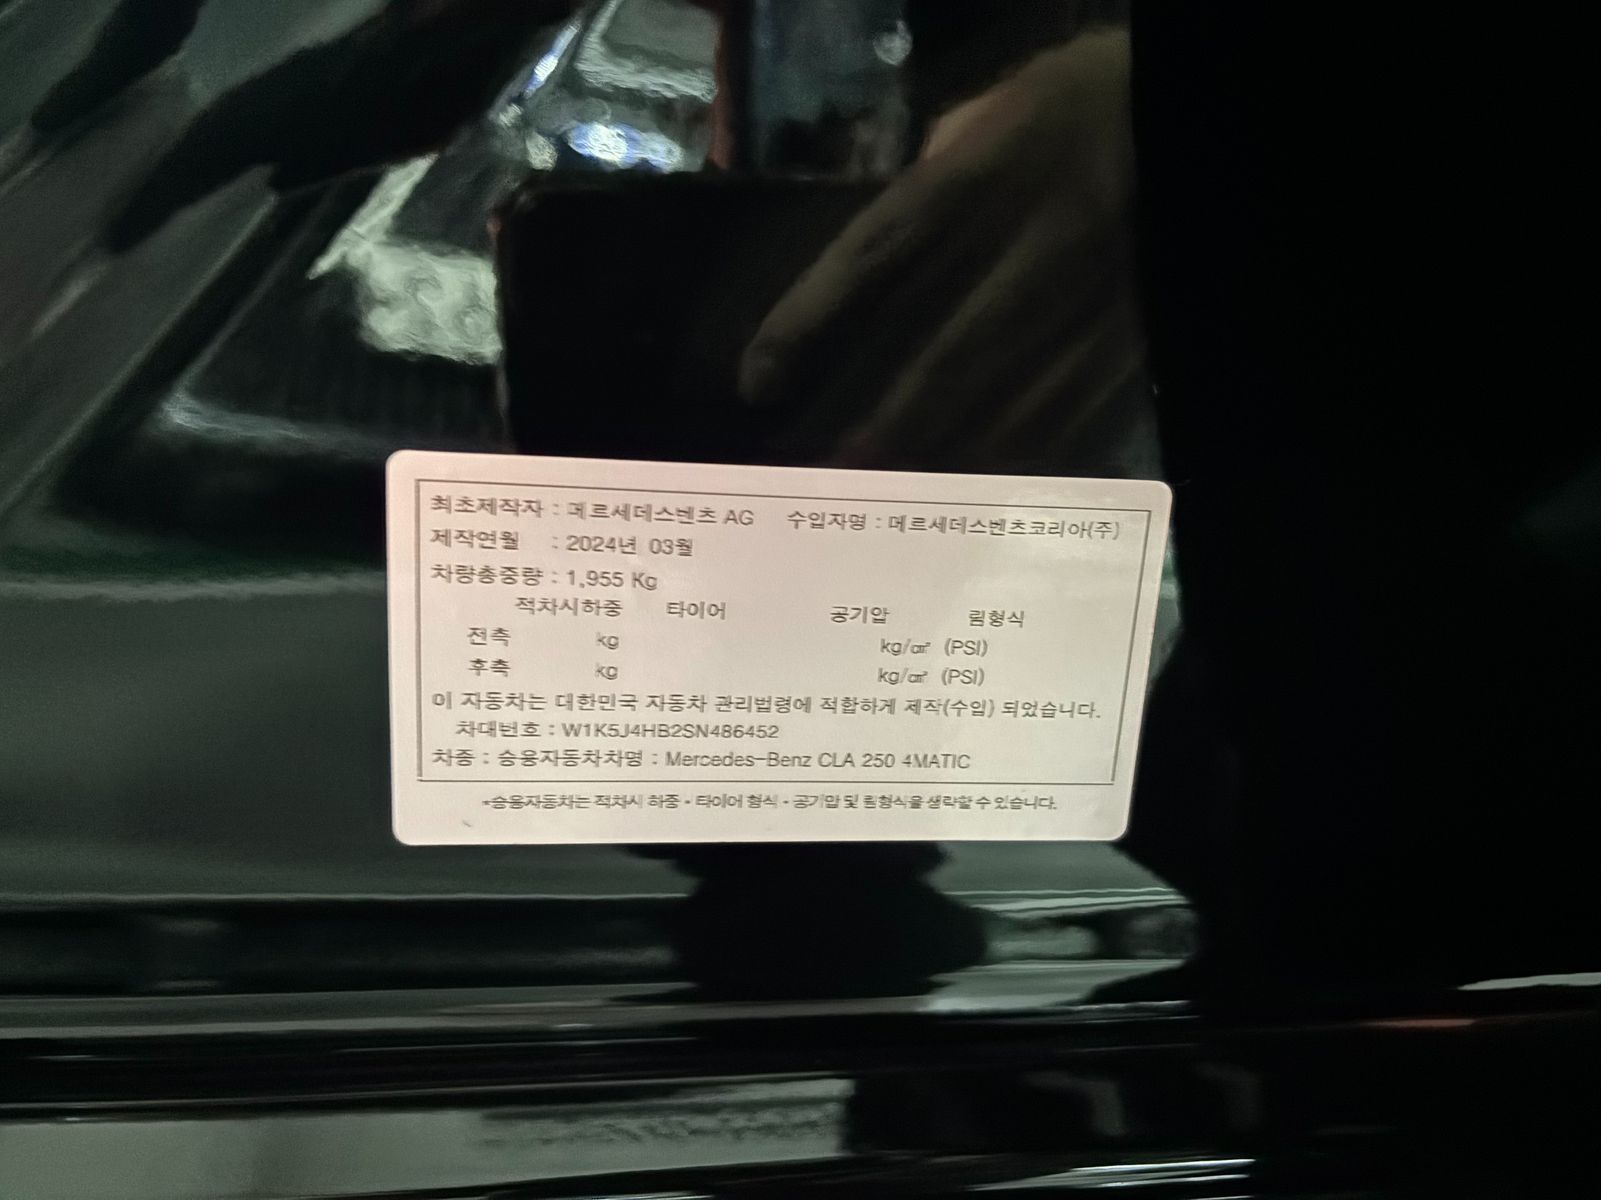 최초제작자 : 메르세데스벤츠 AG 수입자명 : 메르세데스벤츠코리아(주)
제작연월 : 2024년 03월
차량총중량 : 1,955 Kg
적차시하중 타이어 공기압 림형식
전축 kg kg/㎠ (PSI)
후축 kg kg/㎠ (PSI)
이 자동차는 대한민국 자동차 관리법령에 적합하게 제작(수입) 되었습니다.
차대번호 : W1K5J4HB2SN486452
차종 : 승용자동차차명 : Mercedes-Benz CLA 250 4MATIC
*승용자동차는 적차시 하중·타이어 형식·공기압 및 림형식을 생략할 수 있습니다.